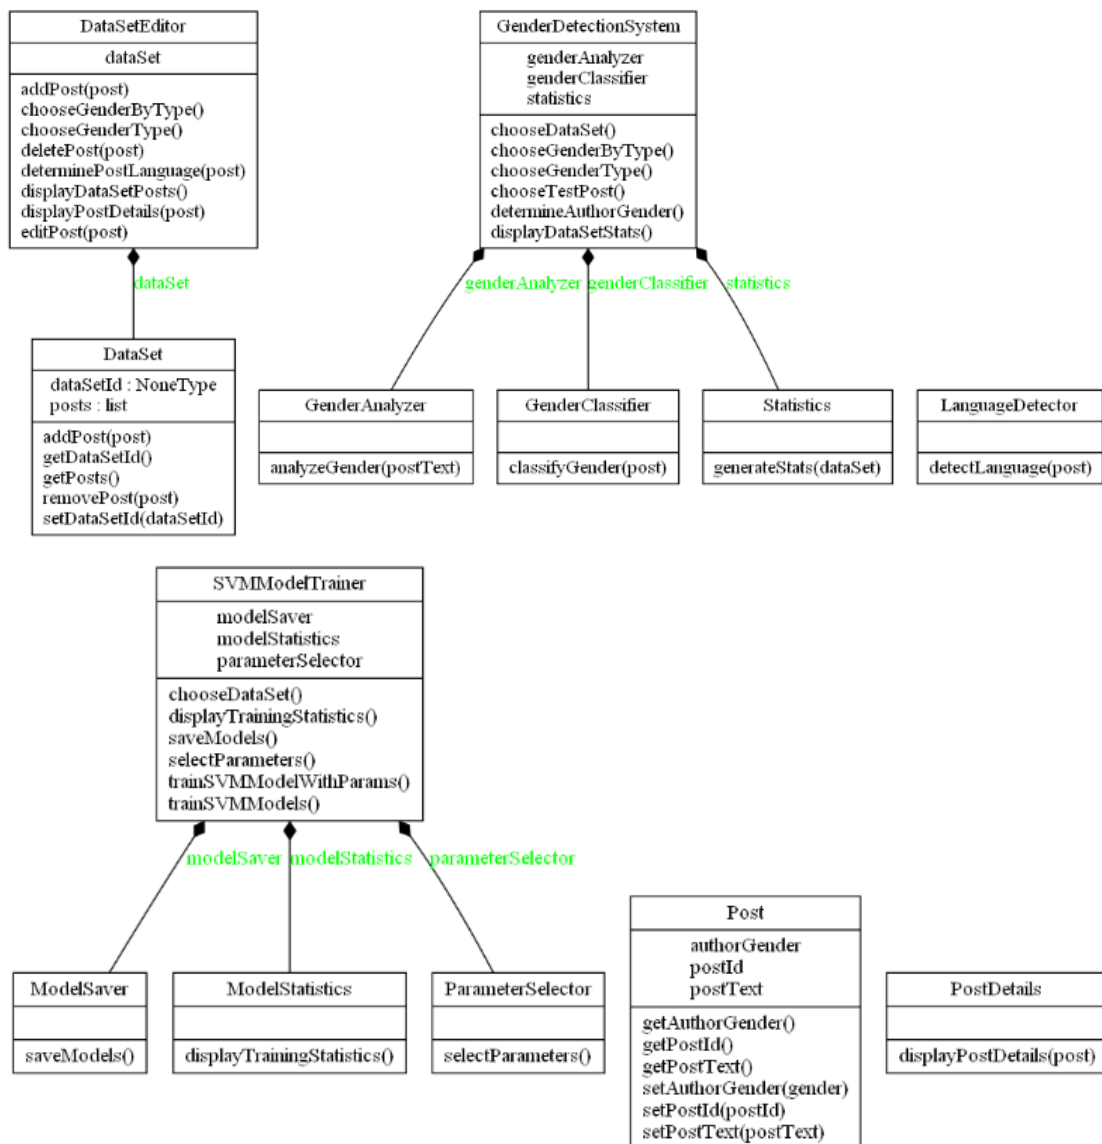 DataSetEditor
dataSet
addPost(post)
chooseGenderByType()
chooseGenderType()
deletePost(post)
determinePostLanguage(post)
displayDataSetPosts()
displayPostDetails(post)
editPost(post)
GenderDetectionSystem
genderAnalyzer
genderClassifier
statistics
chooseDataSet()
chooseGenderByType()
chooseGenderType()
chooseTestPost()
determineAuthorGender()
displayDataSetStats()
dataSet
genderAnalyzer
genderClassifier
statistics
DataSet
dataSetId : NoneType
posts : list
addPost(post)
getDataSetId()
getPosts()
removePost(post)
setDataSetId(dataSetId)
GenderAnalyzer
analyzeGender(postText)
GenderClassifier
classifyGender(post)
Statistics
generateStats(dataSet)
LanguageDetector
detectLanguage(post)
SVMModelTrainer
modelSaver
modelStatistics
parameterSelector
chooseDataSet()
displayTrainingStatistics()
saveModels()
selectParameters()
trainSVMModelWithParams()
trainSVMModels()
modelSaver
modelStatistics
parameterSelector
ModelSaver
saveModels()
ModelStatistics
displayTrainingStatistics()
ParameterSelector
selectParameters()
Post
authorGender
postId
postText
getAuthorGender()
getPostId()
getPostText()
setAuthorGender(gender)
setPostId(postId)
setPostText(postText)
PostDetails
displayPostDetails(post)